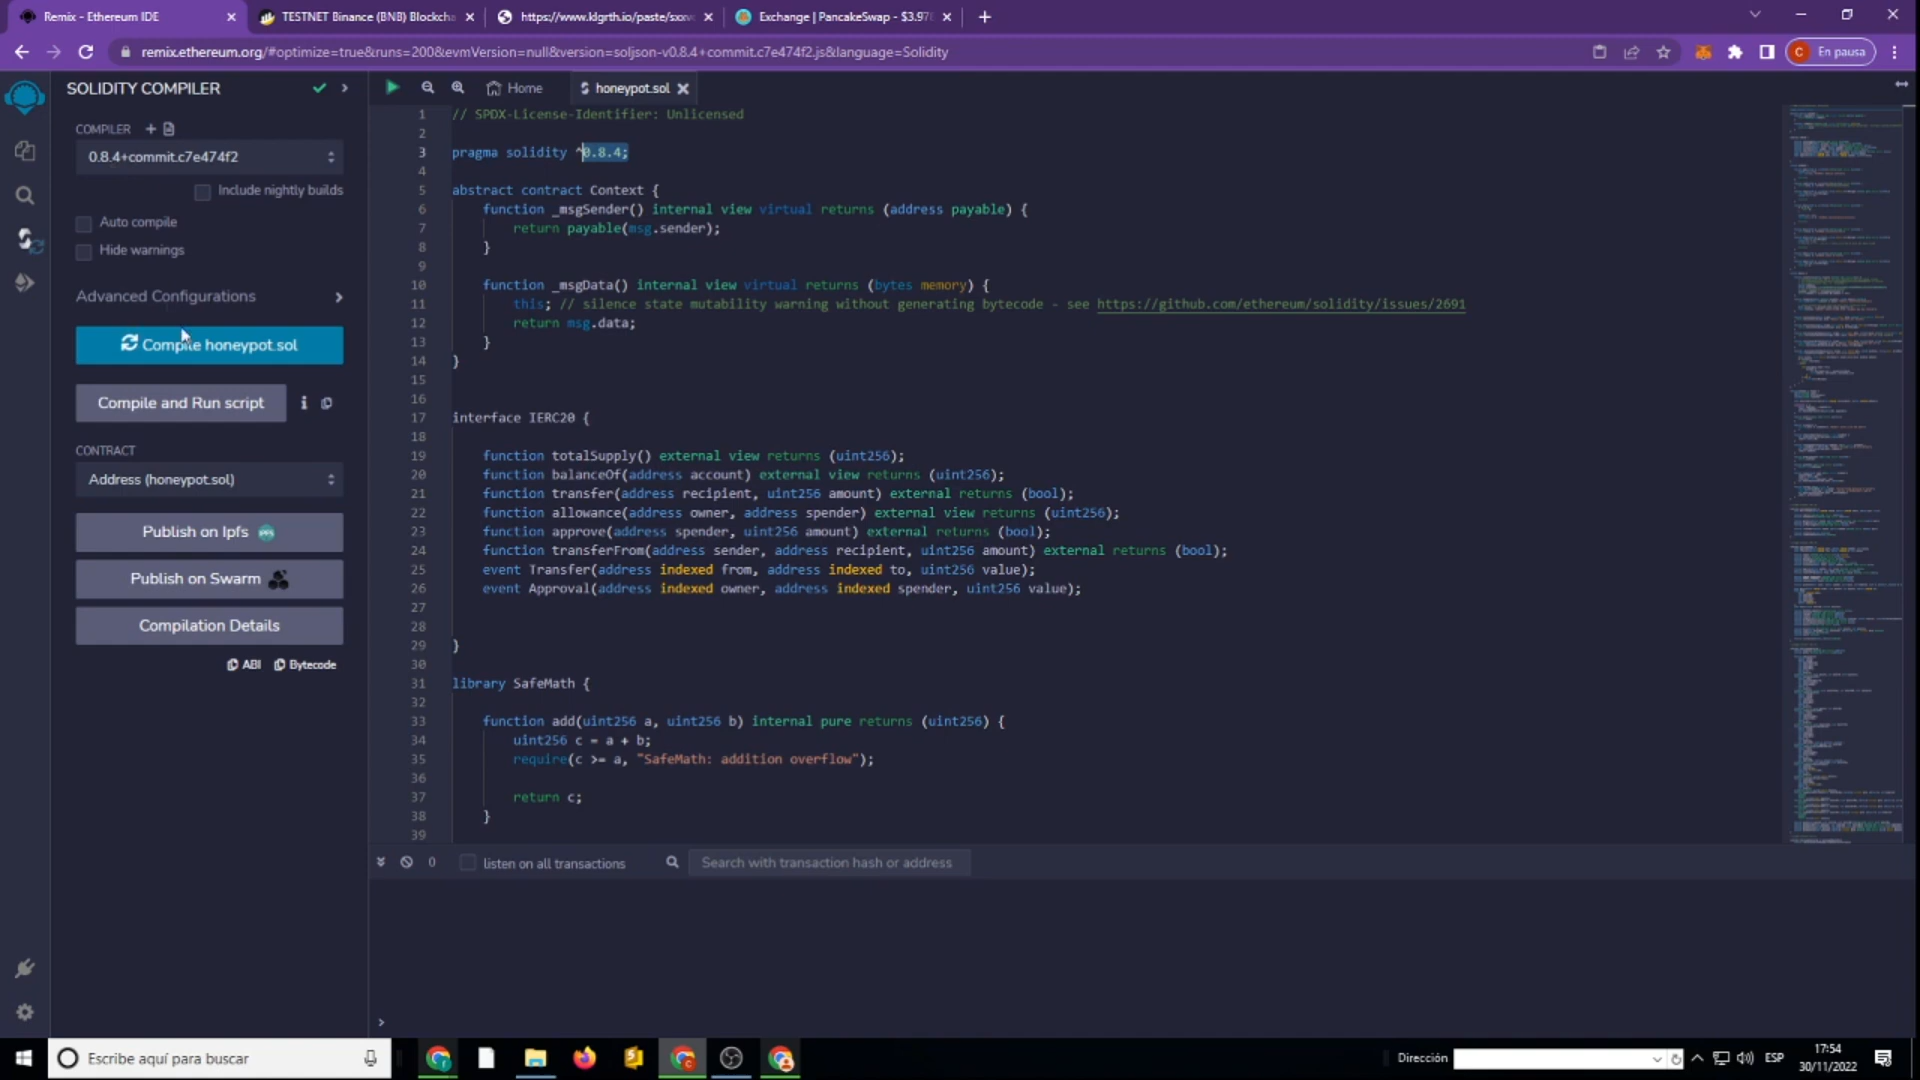 Remix - Ethereum IDE
TESTNET Binance (BNB) Blockcha
https://www.klgrth.io/paste/sxxv
Exchange | PancakeSwap - $3.978
remix.ethereum.org/#optimize=true&runs=200&evmVersion=null&version=soljson-v0.8.4+commit.c7e474f2.js&language=Solidity
C En pausa
SOLIDITY COMPILER
Home
honeypot.sol
COMPILER
0.8.4+commit.c7e474f2
Include nightly builds
Auto compile
Hide warnings
Advanced Configurations
Compile honeypot.sol
Compile and Run script
CONTRACT
Address (honeypot.sol)
Publish on Ipfs
Publish on Swarm
Compilation Details
ABI Bytecode
1 // SPDX-License-Identifier: Unlicensed
2
3 pragma solidity ^0.8.4;
4
5 abstract contract Context {
6 function _msgSender() internal view virtual returns (address payable) {
7 return payable(msg.sender);
8 }
9
10 function _msgData() internal view virtual returns (bytes memory) {
11 this; // silence state mutability warning without generating bytecode - see https://github.com/ethereum/solidity/issues/2691
12 return msg.data;
13 }
14 }
15
16
17 interface IERC20 {
18
19 function totalSupply() external view returns (uint256);
20 function balanceOf(address account) external view returns (uint256);
21 function transfer(address recipient, uint256 amount) external returns (bool);
22 function allowance(address owner, address spender) external view returns (uint256);
23 function approve(address spender, uint256 amount) external returns (bool);
24 function transferFrom(address sender, address recipient, uint256 amount) external returns (bool);
25 event Transfer(address indexed from, address indexed to, uint256 value);
26 event Approval(address indexed owner, address indexed spender, uint256 value);
27
28
29 }
30
31 library SafeMath {
32
33 function add(uint256 a, uint256 b) internal pure returns (uint256) {
34 uint256 c = a + b;
35 require(c >= a, "SafeMath: addition overflow");
36
37 return c;
38 }
39
0 listen on all transactions
Search with transaction hash or address
>
Escribe aquí para buscar
Dirección
ESP
17:54
30/11/2022